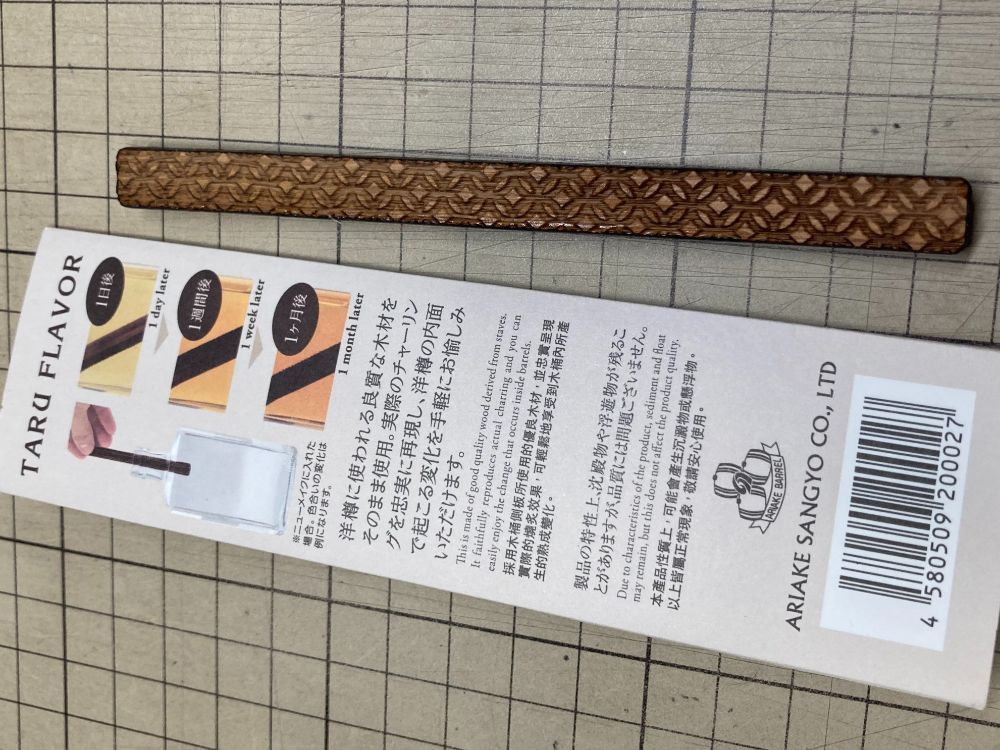 TARU FLAVOR
1日後
1 day later
1週間後
1 week later
1ヶ月後
1 month later
※ニューメイクに入れた
場合。色合いの変化は
例になります。
洋樽に使われる良質な木材を
そのまま使用。実際のチャーリン
グを忠実に再現し、洋樽の内面
で起こる変化を手軽にお愉しみ
いただけます。
This is made of good quality wood derived from staves.
It faithfully reproduces actual charring and you can
easily enjoy the change that occurs inside barrels.
採用木桶側板所使用的優良木材，並忠實呈現
實際的燒炙效果，可輕鬆地享受到木桶內所產
生的熟成變化。
製品の特性上、沈殿物や浮遊物が残るこ
とがありますが、品質には問題ございません。
Due to characteristics of the product, sediment and float
may remain, but this does not affect the product quality.
本產品性質上，可能會產生沉澱物或懸浮物。
以上皆屬正常現象，敬請安心使用。
ARIAKE BARREL
ARIAKE SANGYO CO., LTD
4 580509 200027